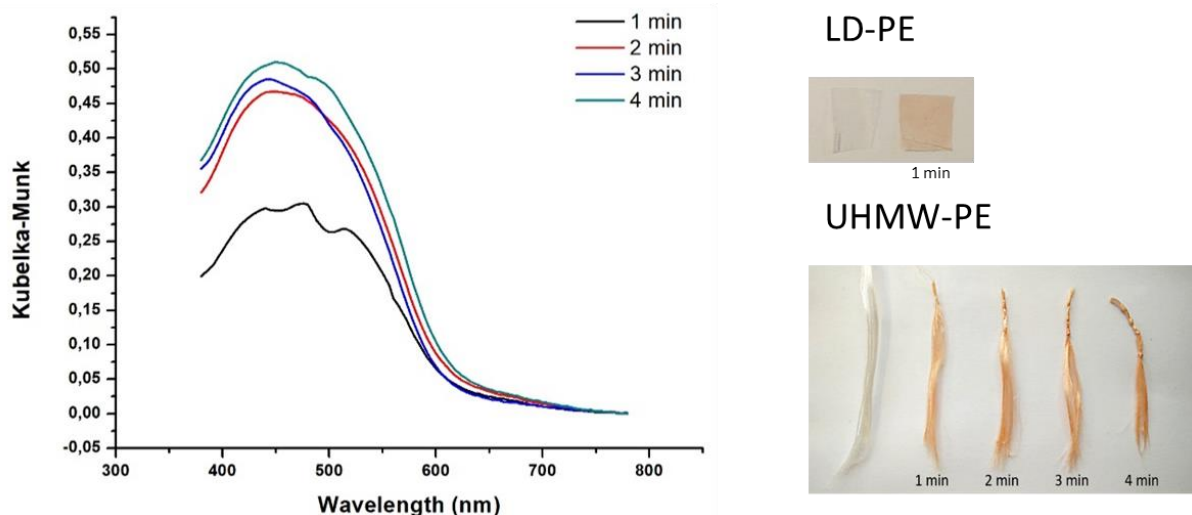 0,55
0,50
0,45
0,40
0,35
0,30
0,25
0,20
0,15
0,10
0,05
0,00
-0,05
Kubelka-Munk
300 400 500 600 700 800
Wavelength (nm)
1 min
2 min
3 min
4 min
LD-PE
1 min
UHMW-PE
1 min 2 min 3 min 4 min